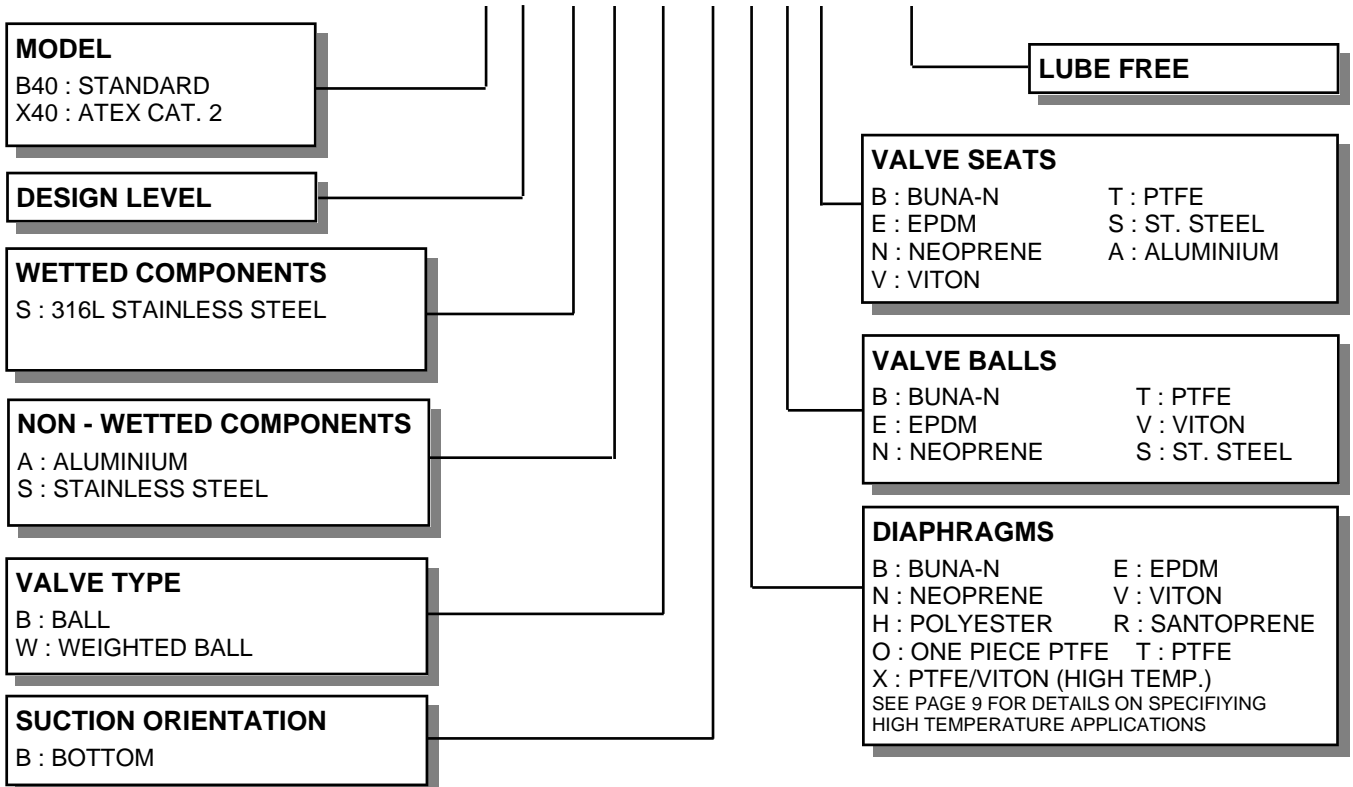 MODEL
B40 : STANDARD
X40 : ATEX CAT. 2
DESIGN LEVEL
WETTED COMPONENTS
S : 316L STAINLESS STEEL
NON - WETTED COMPONENTS
A : ALUMINIUM
S : STAINLESS STEEL
VALVE TYPE
B : BALL
W : WEIGHTED BALL
SUCTION ORIENTATION
B : BOTTOM
LUBE FREE
VALVE SEATS
B : BUNA-N T : PTFE
E : EPDM S : ST. STEEL
N : NEOPRENE A : ALUMINIUM
V : VITON
VALVE BALLS
B : BUNA-N T : PTFE
E : EPDM V : VITON
N : NEOPRENE S : ST. STEEL
DIAPHRAGMS
B : BUNA-N E : EPDM
N : NEOPRENE V : VITON
H : POLYESTER R : SANTOPRENE
O : ONE PIECE PTFE T : PTFE
X : PTFE/VITON (HIGH TEMP.)
SEE PAGE 9 FOR DETAILS ON SPECIFIYING
HIGH TEMPERATURE APPLICATIONS